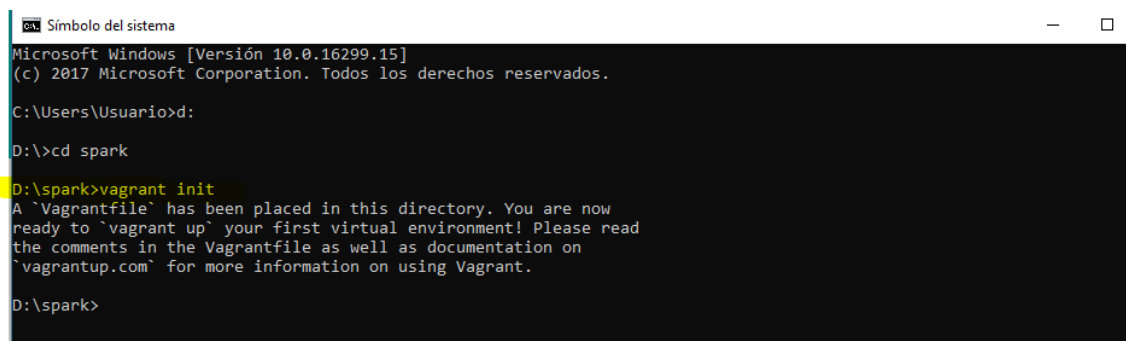 Símbolo del sistema
Microsoft Windows [Versión 10.0.16299.15]
(c) 2017 Microsoft Corporation. Todos los derechos reservados.
C:\Users\Usuario>d:
D:\>cd spark
D:\spark>vagrant init
A `Vagrantfile` has been placed in this directory. You are now
ready to `vagrant up` your first virtual environment! Please read
the comments in the Vagrantfile as well as documentation on
`vagrantup.com` for more information on using Vagrant.
D:\spark>